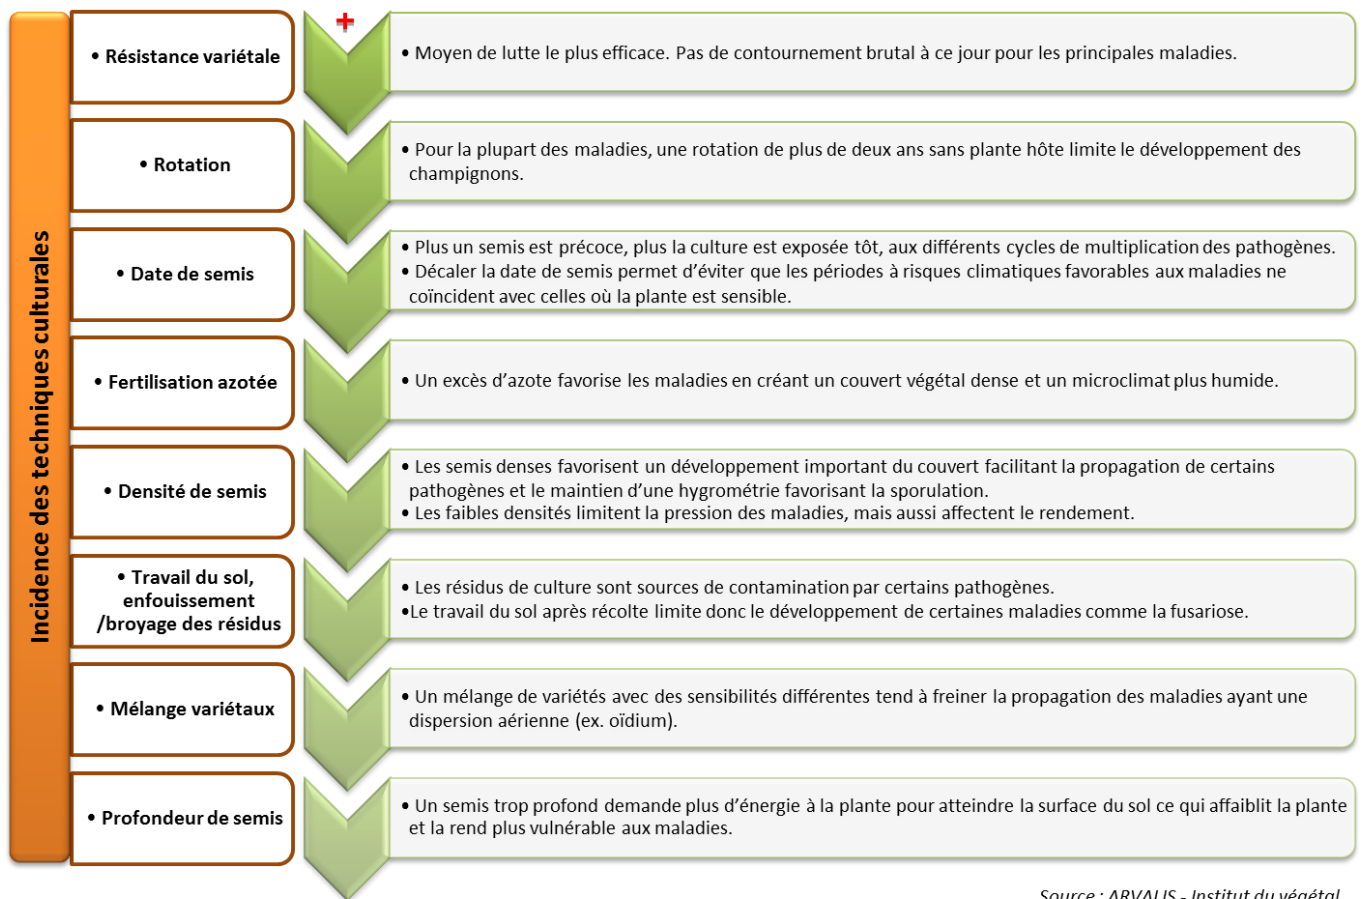 Incidence des techniques culturales
+
• Résistance variétale
• Moyen de lutte le plus efficace. Pas de contournement brutal à ce jour pour les principales maladies.
• Rotation
• Pour la plupart des maladies, une rotation de plus de deux ans sans plante hôte limite le développement des
champignons.
• Date de semis
• Plus un semis est précoce, plus la culture est exposée tôt, aux différents cycles de multiplication des pathogènes.
• Décaler la date de semis permet d’éviter que les périodes à risques climatiques favorables aux maladies ne
coïncident avec celles où la plante est sensible.
• Fertilisation azotée
• Un excès d’azote favorise les maladies en créant un couvert végétal dense et un microclimat plus humide.
• Densité de semis
• Les semis denses favorisent un développement important du couvert facilitant la propagation de certains
pathogènes et le maintien d’une hygrométrie favorisant la sporulation.
• Les faibles densités limitent la pression des maladies, mais aussi affectent le rendement.
• Travail du sol,
enfouissement
/broyage des résidus
• Les résidus de culture sont sources de contamination par certains pathogènes.
•Le travail du sol après récolte limite donc le développement de certaines maladies comme la fusariose.
• Mélange variétaux
• Un mélange de variétés avec des sensibilités différentes tend à freiner la propagation des maladies ayant une
dispersion aérienne (ex. oïdium).
• Profondeur de semis
• Un semis trop profond demande plus d’énergie à la plante pour atteindre la surface du sol ce qui affaiblit la plante
et la rend plus vulnérable aux maladies.
Source : ARVALIS - Institut du végétal